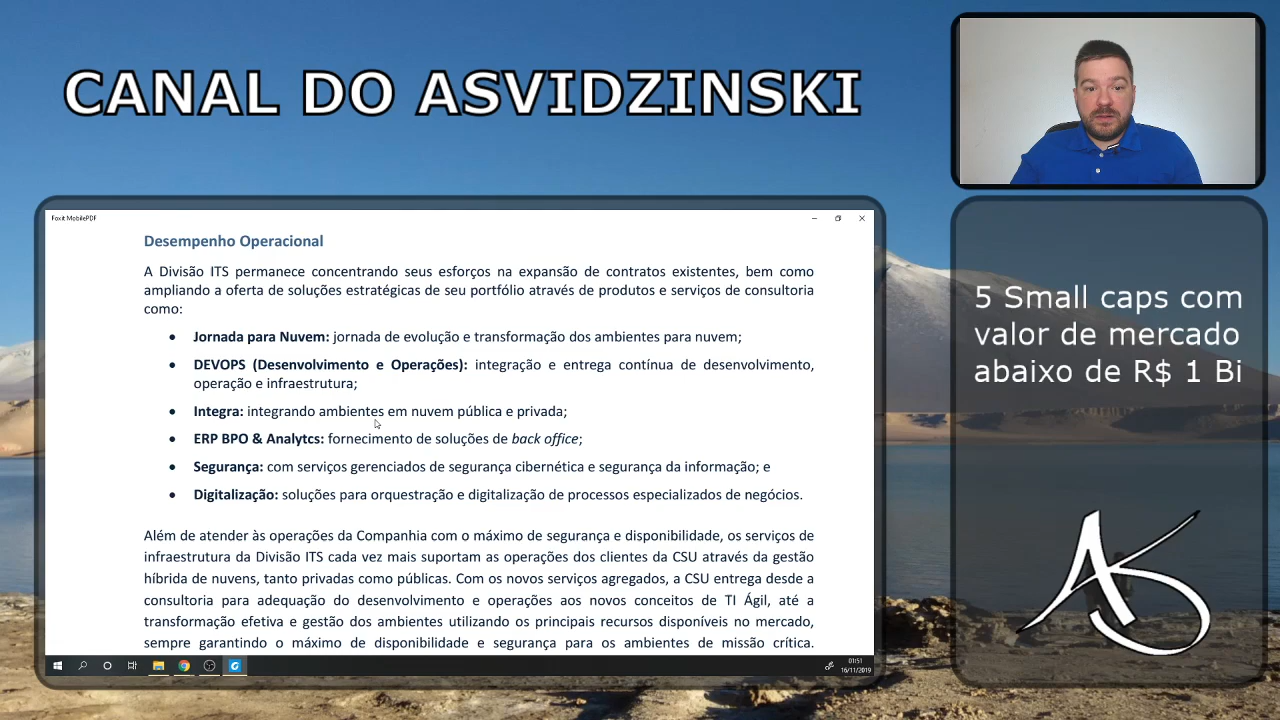 CANAL DO ASVIDZINSKI
Foxit MobilePDF
Desempenho Operacional
A Divisão ITS permanece concentrando seus esforços na expansão de contratos existentes, bem como
ampliando a oferta de soluções estratégicas de seu portfólio através de produtos e serviços de consultoria
como:
• Jornada para Nuvem: jornada de evolução e transformação dos ambientes para nuvem;
• DEVOPS (Desenvolvimento e Operações): integração e entrega contínua de desenvolvimento,
operação e infraestrutura;
• Integra: integrando ambientes em nuvem pública e privada;
• ERP BPO & Analytcs: fornecimento de soluções de back office;
• Segurança: com serviços gerenciados de segurança cibernética e segurança da informação; e
• Digitalização: soluções para orquestração e digitalização de processos especializados de negócios.
Além de atender às operações da Companhia com o máximo de segurança e disponibilidade, os serviços de
infraestrutura da Divisão ITS cada vez mais suportam as operações dos clientes da CSU através da gestão
híbrida de nuvens, tanto privadas como públicas. Com os novos serviços agregados, a CSU entrega desde a
consultoria para adequação do desenvolvimento e operações aos novos conceitos de TI Ágil, até a
transformação efetiva e gestão dos ambientes utilizando os principais recursos disponíveis no mercado,
sempre garantindo o máximo de disponibilidade e segurança para os ambientes de missão crítica.
01:51
16/11/2019
5 Small caps com
valor de mercado
abaixo de R$ 1 Bi